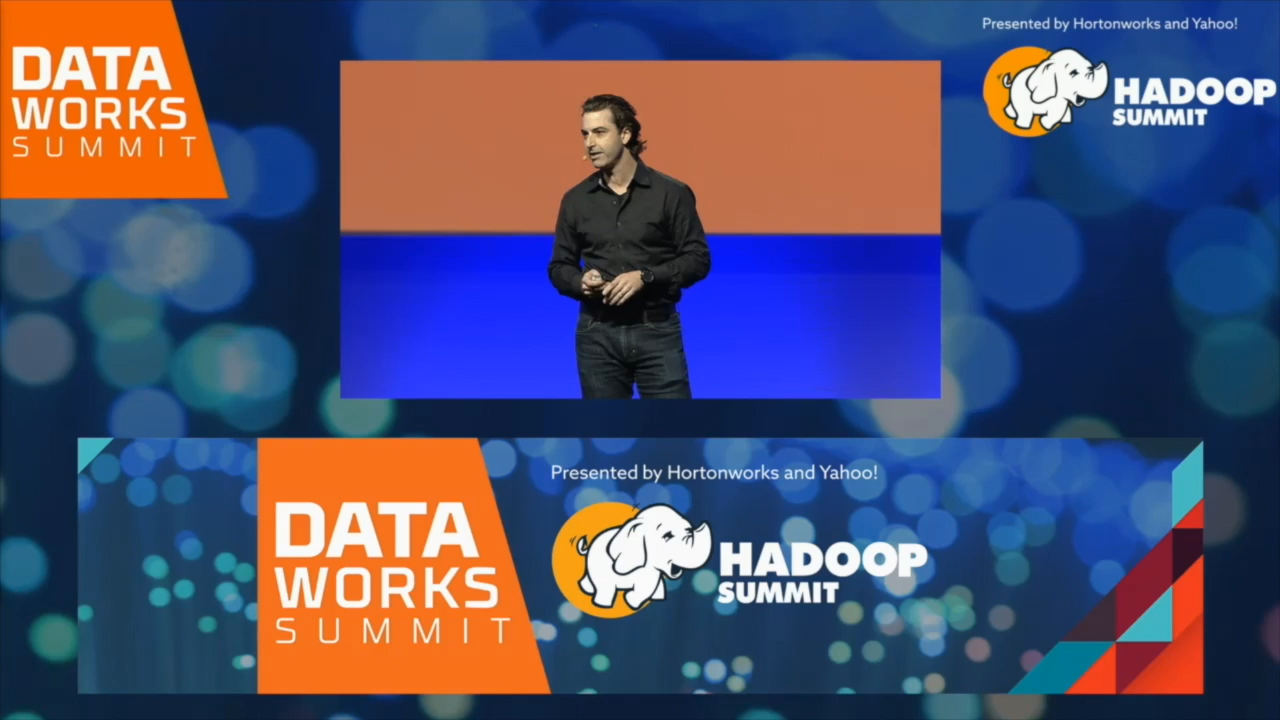 DATA
WORKS
SUMMIT
Presented by Hortonworks and Yahoo!
HADOOP
SUMMIT
DATA
WORKS
SUMMIT
Presented by Hortonworks and Yahoo!
HADOOP
SUMMIT